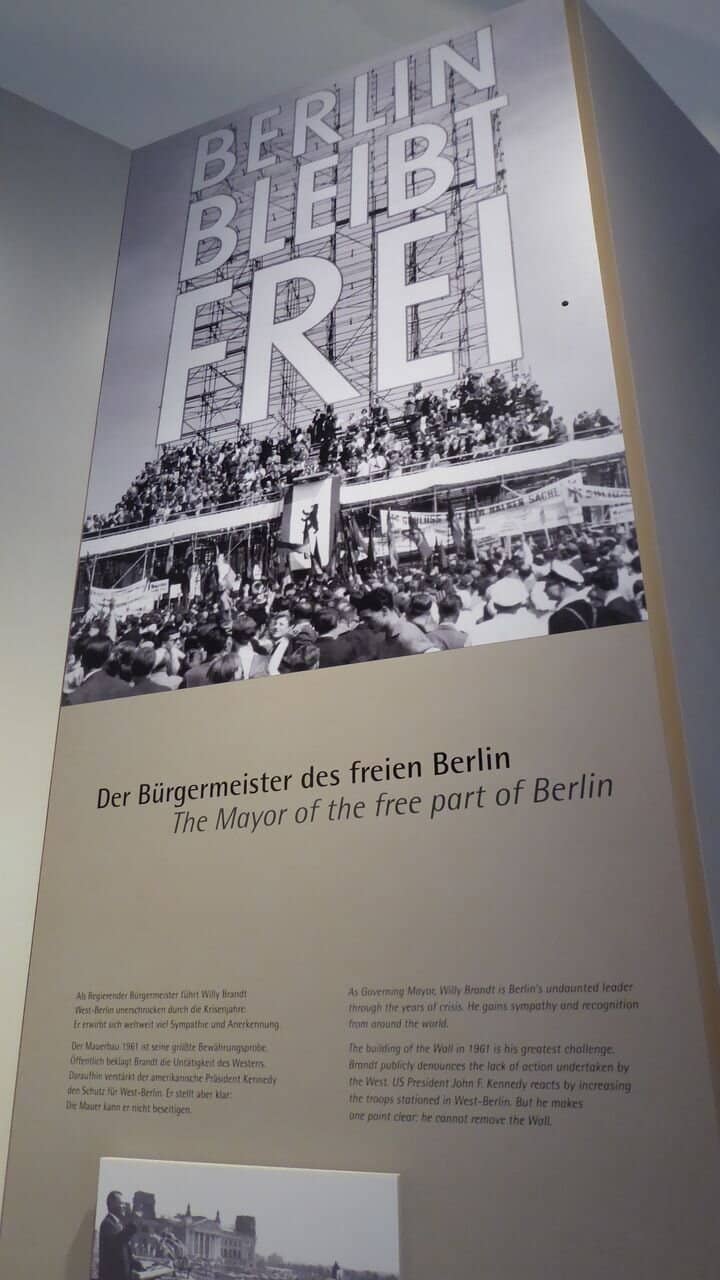 BERLIN
BLEIBT
FREI
SACHE
Der Bürgermeister des freien Berlin
The Mayor of the free part of Berlin
Als Regierender Bürgermeister führt Willy Brandt
West-Berlin unerschrocken durch die Krisenjahre.
Er erwirbt sich weltweit viel Sympathie und Anerkennung.
Der Mauerbau 1961 ist seine größte Bewährungsprobe.
Öffentlich beklagt Brandt die Untätigkeit des Westens.
Daraufhin verstärkt der amerikanische Präsident Kennedy
den Schutz für West-Berlin. Er stellt aber klar:
Die Mauer kann er nicht beseitigen.
As Governing Mayor, Willy Brandt is Berlin's undaunted leader
through the years of crisis. He gains sympathy and recognition
from around the world.
The building of the Wall in 1961 is his greatest challenge.
Brandt publicly denounces the lack of action undertaken by
the West. US President John F. Kennedy reacts by increasing
the troops stationed in West-Berlin. But he makes
one point clear: he cannot remove the Wall.